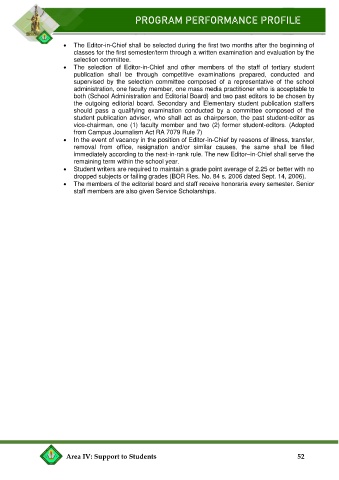 PROGRAM PERFORMANCE PROFILE
• The Editor-in-Chief shall be selected during the first two months after the beginning of
classes for the first semester/term through a written examination and evaluation by the
selection committee.
• The selection of Editor-in-Chief and other members of the staff of tertiary student
publication shall be through competitive examinations prepared, conducted and
supervised by the selection committee composed of a representative of the school
administration, one faculty member, one mass media practitioner who is acceptable to
both (School Administration and Editorial Board) and two past editors to be chosen by
the outgoing editorial board. Secondary and Elementary student publication staffers
should pass a qualifying examination conducted by a committee composed of the
student publication adviser, who shall act as chairperson, the past student-editor as
vice-chairman, one (1) faculty member and two (2) former student-editors. (Adopted
from Campus Journalism Act RA 7079 Rule 7)
• In the event of vacancy in the position of Editor-in-Chief by reasons of illness, transfer,
removal from office, resignation and/or similar causes, the same shall be filled
immediately according to the next-in-rank rule. The new Editor–in-Chief shall serve the
remaining term within the school year.
• Student writers are required to maintain a grade point average of 2.25 or better with no
dropped subjects or failing grades (BOR Res. No. 84 s. 2006 dated Sept. 14, 2006).
• The members of the editorial board and staff receive honoraria every semester. Senior
staff members are also given Service Scholarships.
Area IV: Support to Students 52